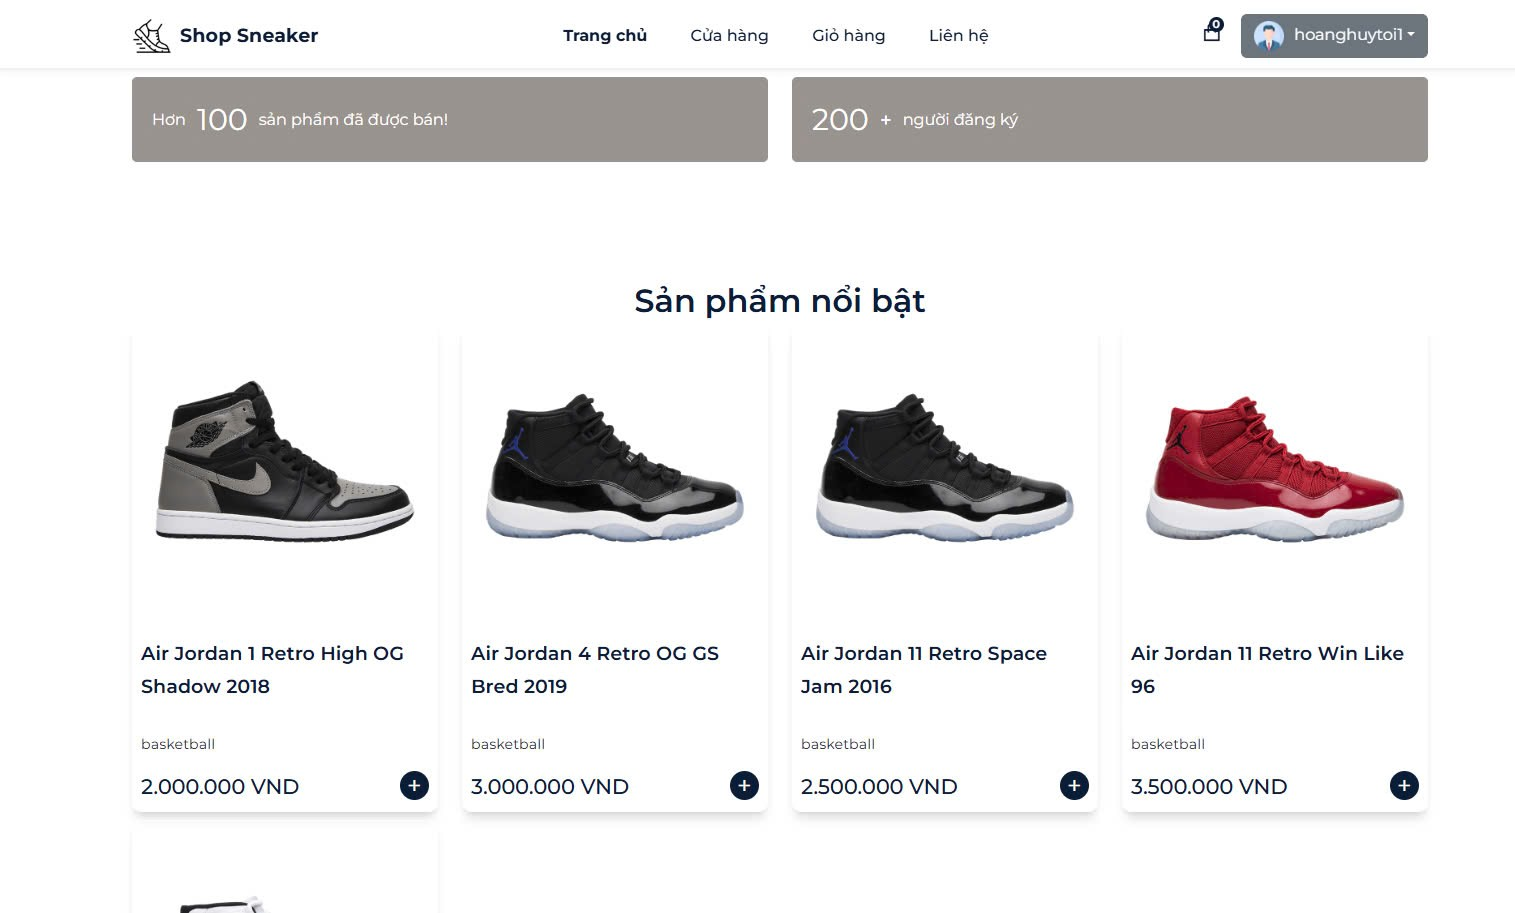 Shop Sneaker
Trang chủ
Cửa hàng
Giỏ hàng
Liên hệ
0
hoanghuytoi1
Hơn 100 sản phẩm đã được bán!
200 + người đăng ký
Sản phẩm nổi bật
Air Jordan 1 Retro High OG
Shadow 2018
basketball
2.000.000 VND
+
Air Jordan 4 Retro OG GS
Bred 2019
basketball
3.000.000 VND
+
Air Jordan 11 Retro Space
Jam 2016
basketball
2.500.000 VND
+
Air Jordan 11 Retro Win Like
96
basketball
3.500.000 VND
+